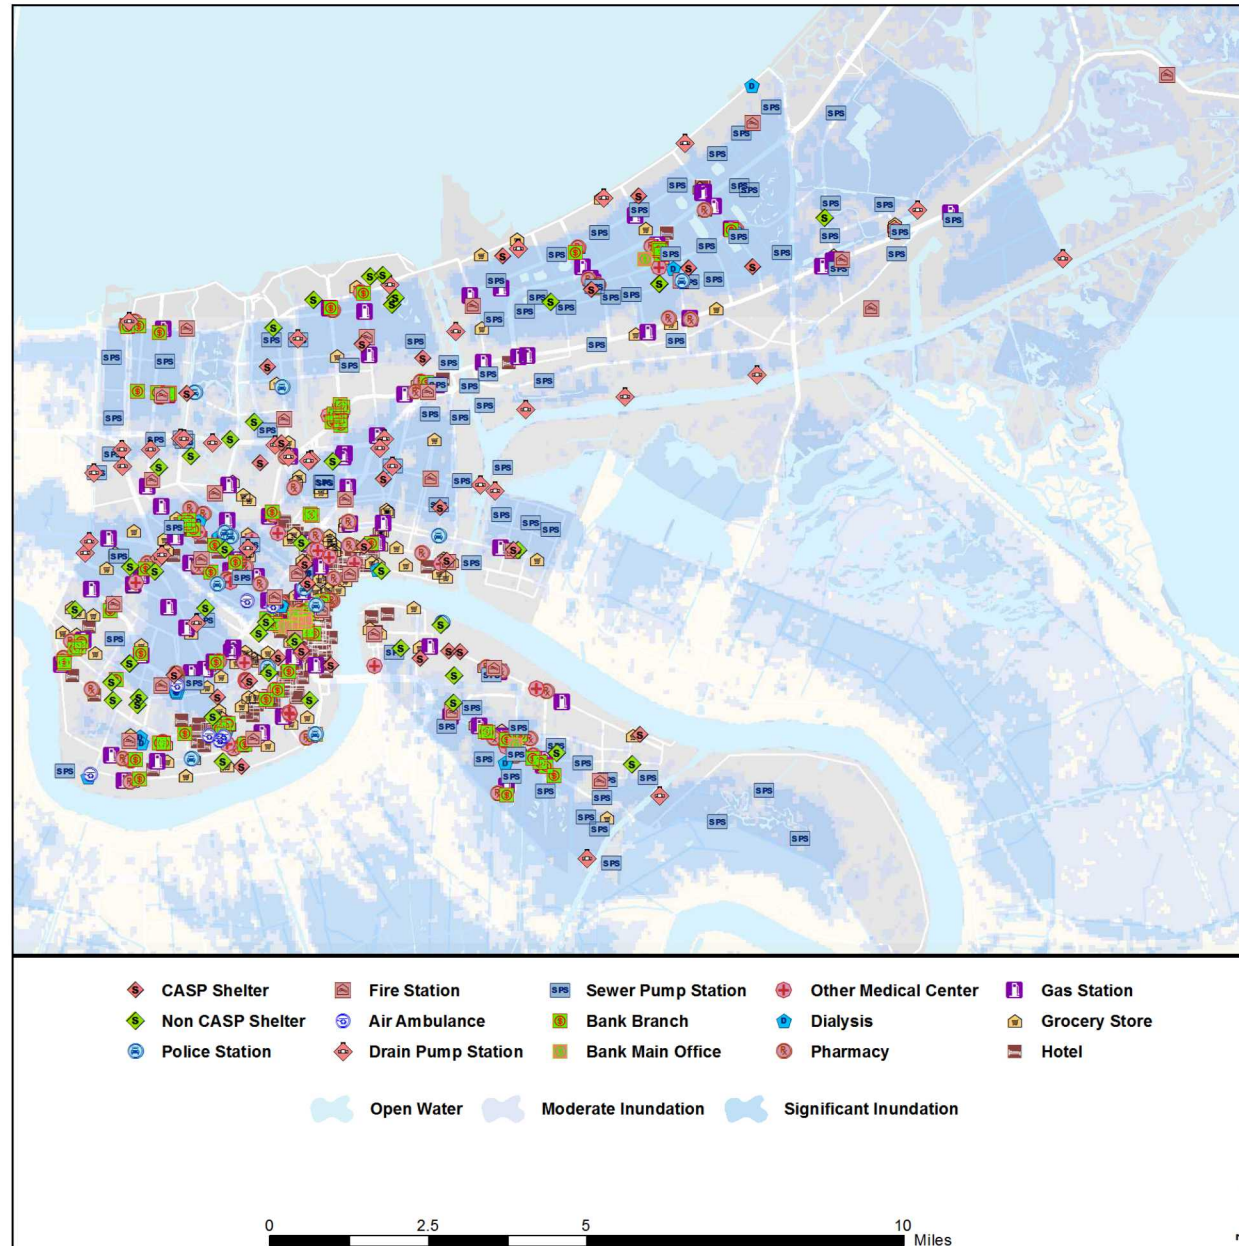 CASP Shelter
Fire Station
SPS Sewer Pump Station
Other Medical Center
Gas Station
Non CASP Shelter
Air Ambulance
Bank Branch
Dialysis
Grocery Store
Police Station
Drain Pump Station
Bank Main Office
Pharmacy
Hotel
Open Water
Moderate Inundation
Significant Inundation
0 2.5 5 10
Miles